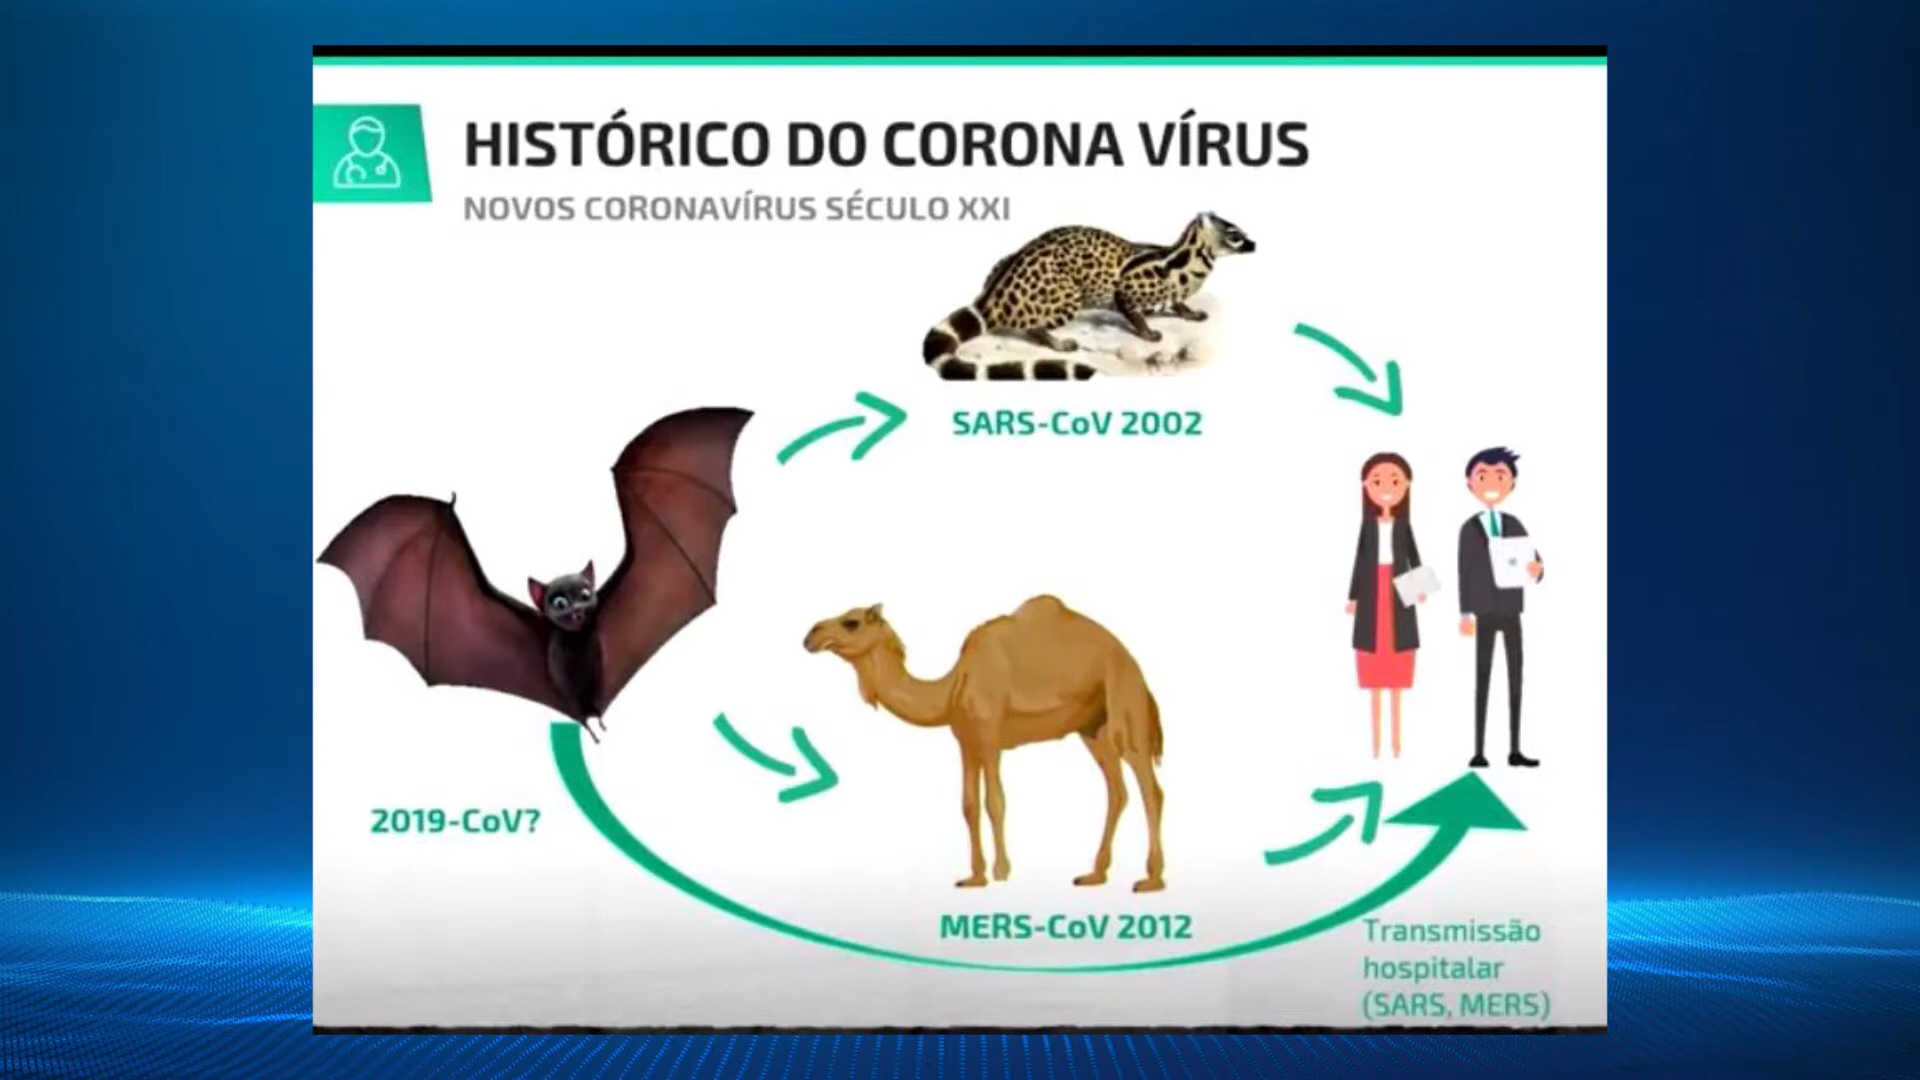 HISTÓRICO DO CORONA VÍRUS
NOVOS CORONAVÍRUS SÉCULO XXI
SARS-CoV 2002
2019-CoV?
MERS-CoV 2012
Transmissão
hospitalar
(SARS, MERS)